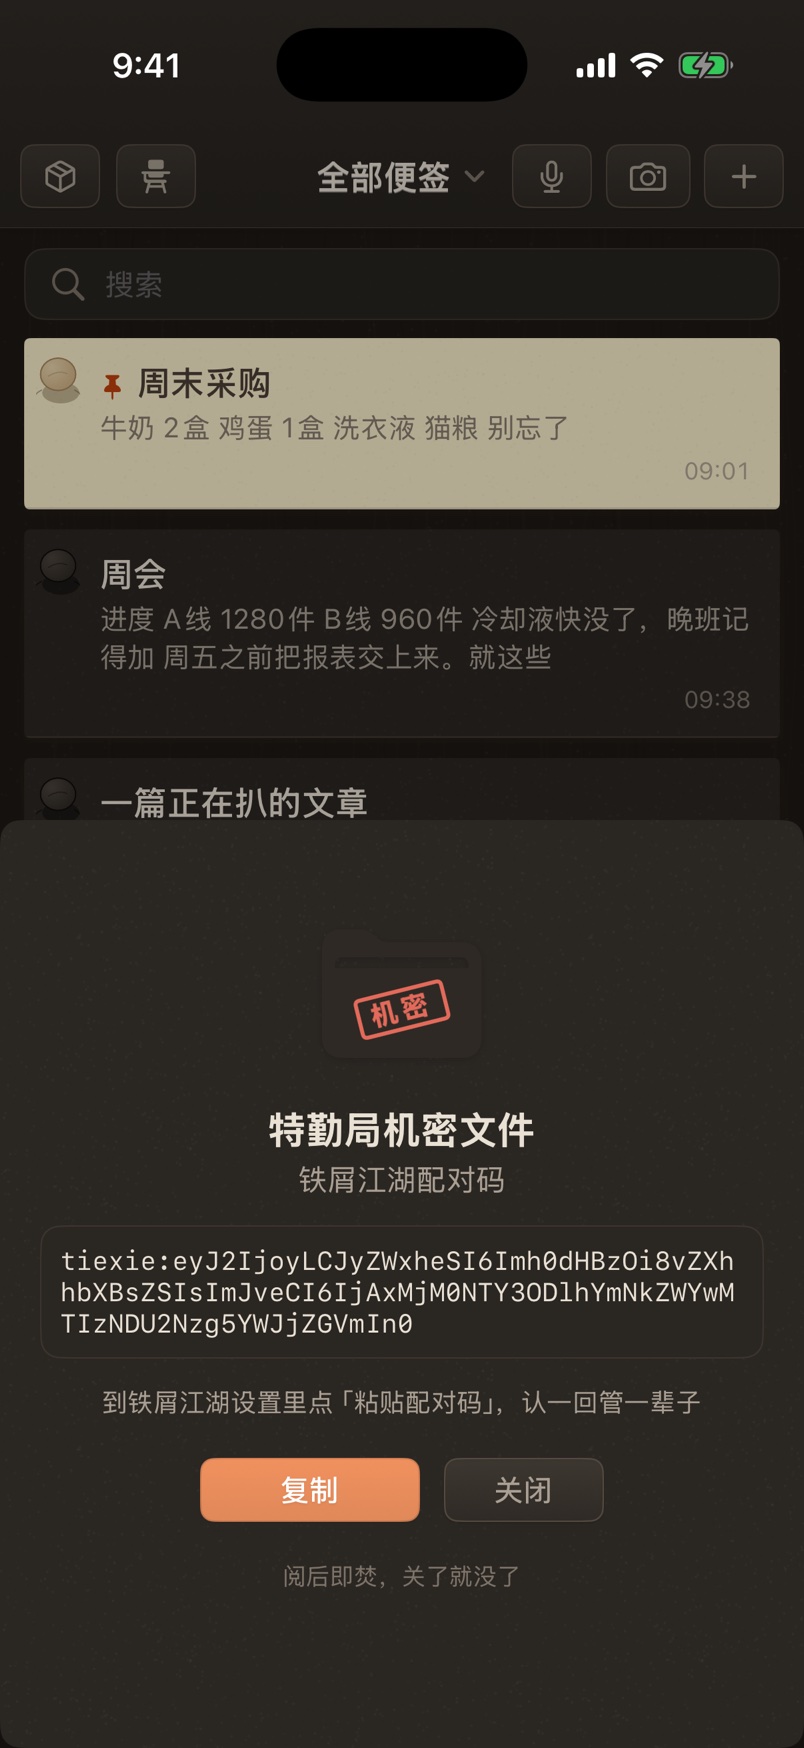 9:41
全部便签
搜索
周末采购
牛奶 2盒 鸡蛋 1盒 洗衣液 猫粮 别忘了
09:01
周会
进度 A线 1280件 B线 960件 冷却液快没了，晚班记
得加 周五之前把报表交上来。就这些
09:38
一篇正在扒的文章
机密
特勤局机密文件
铁屑江湖配对码
tiexie:eyJ2IjoyLCJyZWxheSI6Imh0dHBzOi8vZXh
hbXBsZSIsImJveCI6IjAxMjM0NTY3ODlhYmNkZWYwM
TIzNDU2Nzg5YWJjZGVmIn0
到铁屑江湖设置里点「粘贴配对码」，认一回管一辈子
复制
关闭
阅后即焚，关了就没了